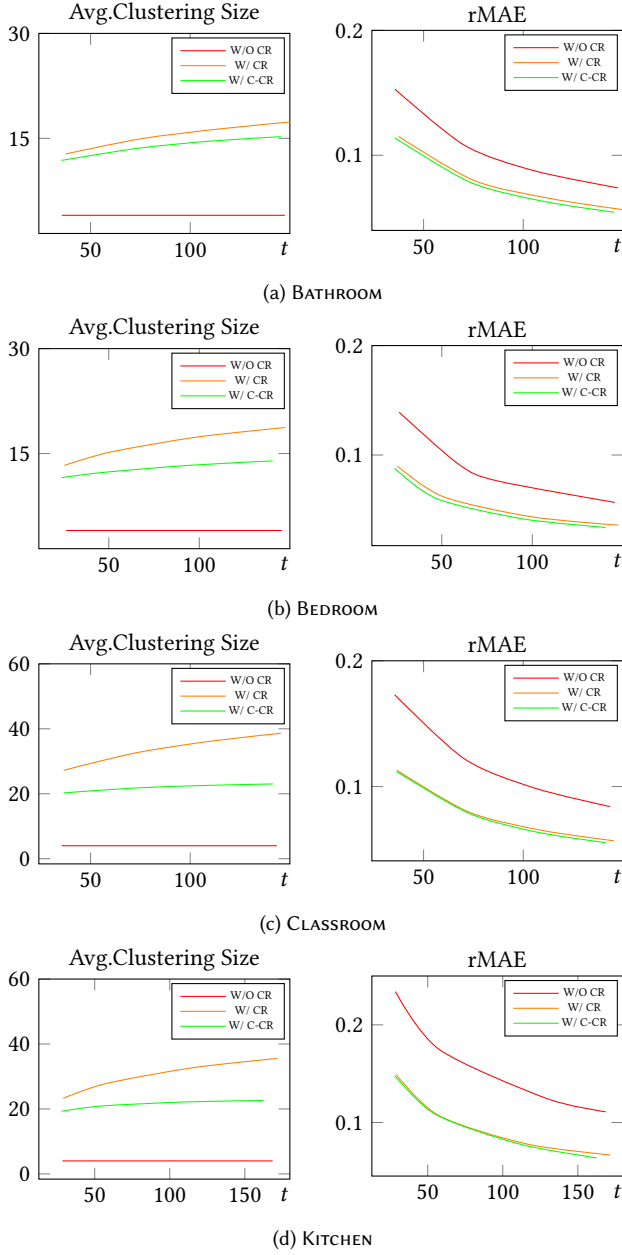 Avg.Clustering Size
30
15
50
100
t
W/O CR
W/ CR
W/ C-CR
rMAE
0.2
0.1
50
100
t
W/O CR
W/ CR
W/ C-CR
(a) Bathroom
Avg.Clustering Size
30
15
50
100
t
W/O CR
W/ CR
W/ C-CR
rMAE
0.2
0.1
50
100
t
W/O CR
W/ CR
W/ C-CR
(b) Bedroom
Avg.Clustering Size
60
40
20
0
50
100
t
W/O CR
W/ CR
W/ C-CR
rMAE
0.2
0.1
50
100
t
W/O CR
W/ CR
W/ C-CR
(c) Classroom
Avg.Clustering Size
60
40
20
0
50
100
150
t
W/O CR
W/ CR
W/ C-CR
rMAE
0.2
0.1
50
100
150
t
W/O CR
W/ CR
W/ C-CR
(d) Kitchen